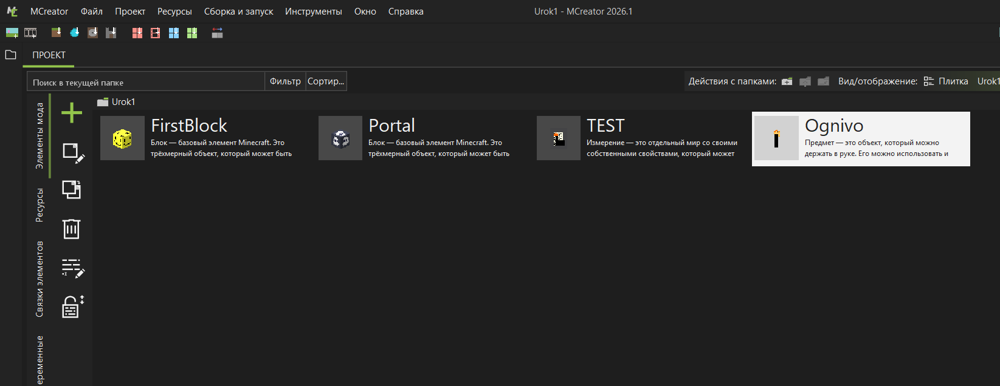 MCreator Файл Проект Ресурсы Сборка и запуск Инструменты Окно Справка Urok1 - MCreator 2026.1
ПРОЕКТ
Поиск в текущей папке Фильтр Сортир... Действия с папками: Вид/отображение: Плитка Urok1
Urok1
Элементы мода
Ресурсы
Связки элементов
еременные
FirstBlock
Блок — базовый элемент Minecraft. Это
трёхмерный объект, который может быть
Portal
Блок — базовый элемент Minecraft. Это
трёхмерный объект, который может быть
TEST
Измерение — это отдельный мир со своими
собственными свойствами, который может
Ognivo
Предмет — это объект, который можно
держать в руке. Его можно использовать и